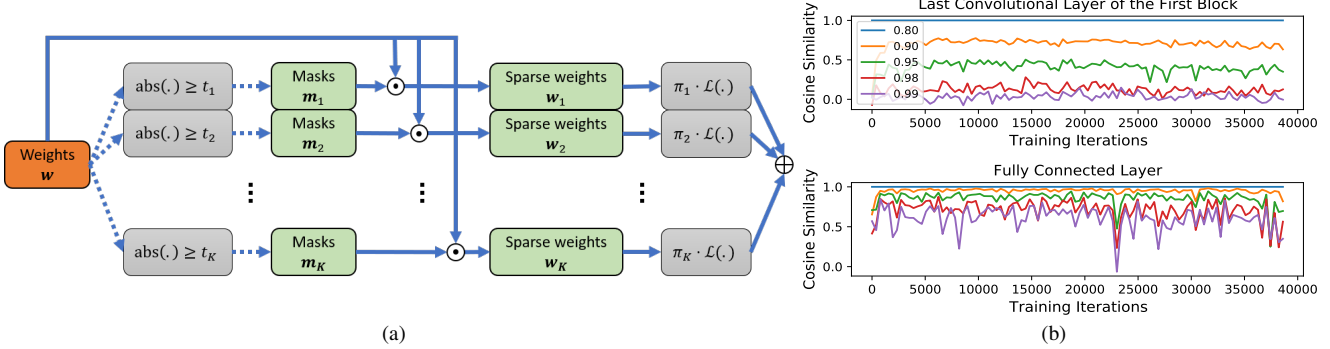 Weights
w
abs(.) ≥ t₁
Masks
m₁
Sparse weights
w₁
π₁ · ℒ(.)
abs(.) ≥ t₂
Masks
m₂
Sparse weights
w₂
π₂ · ℒ(.)
abs(.) ≥ t_K
Masks
m_K
Sparse weights
w_K
π_K · ℒ(.)
(a)
Last Convolutional Layer of the First Block
Cosine Similarity
1.0
0.5
0.0
0.80
0.90
0.95
0.98
0.99
0 5000 10000 15000 20000 25000 30000 35000 40000
Training Iterations
Fully Connected Layer
Cosine Similarity
1.0
0.5
0.0
0 5000 10000 15000 20000 25000 30000 35000 40000
Training Iterations
(b)